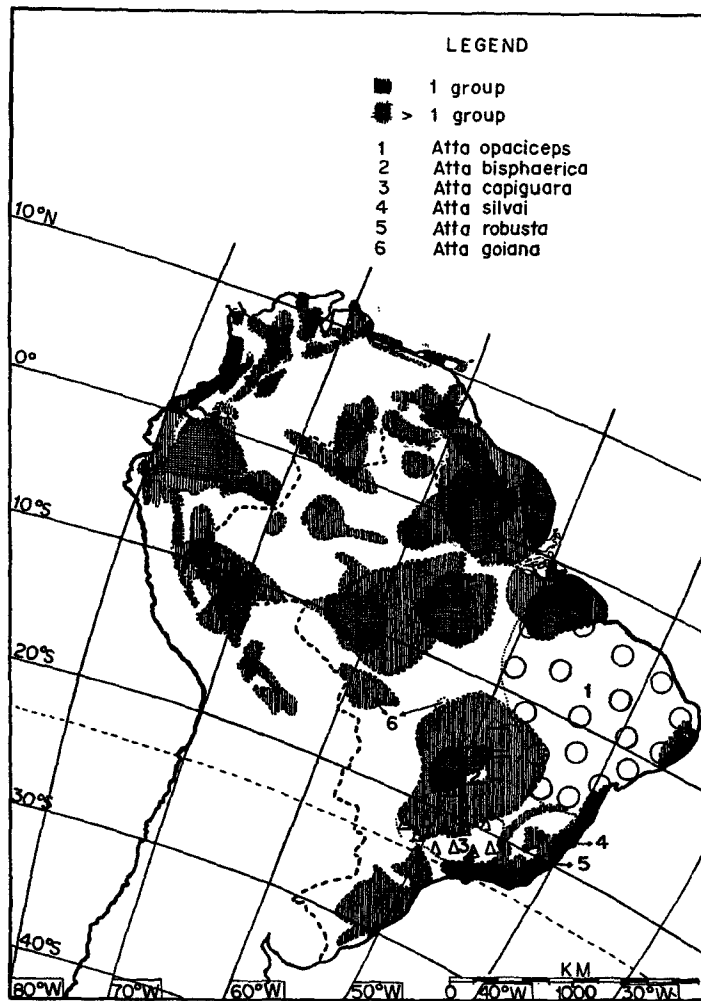 LEGEND
1 group
> 1 group
1 Atta opaciceps
2 Atta bisphaerica
3 Atta capiguara
4 Atta silvai
5 Atta robusta
6 Atta goiana
10°N
0°
10°S
1
6
20°S
3
4
5
30°S
40°S
KM
80°W 70°W 60°W 50°W 0 40°W 1000 30°W